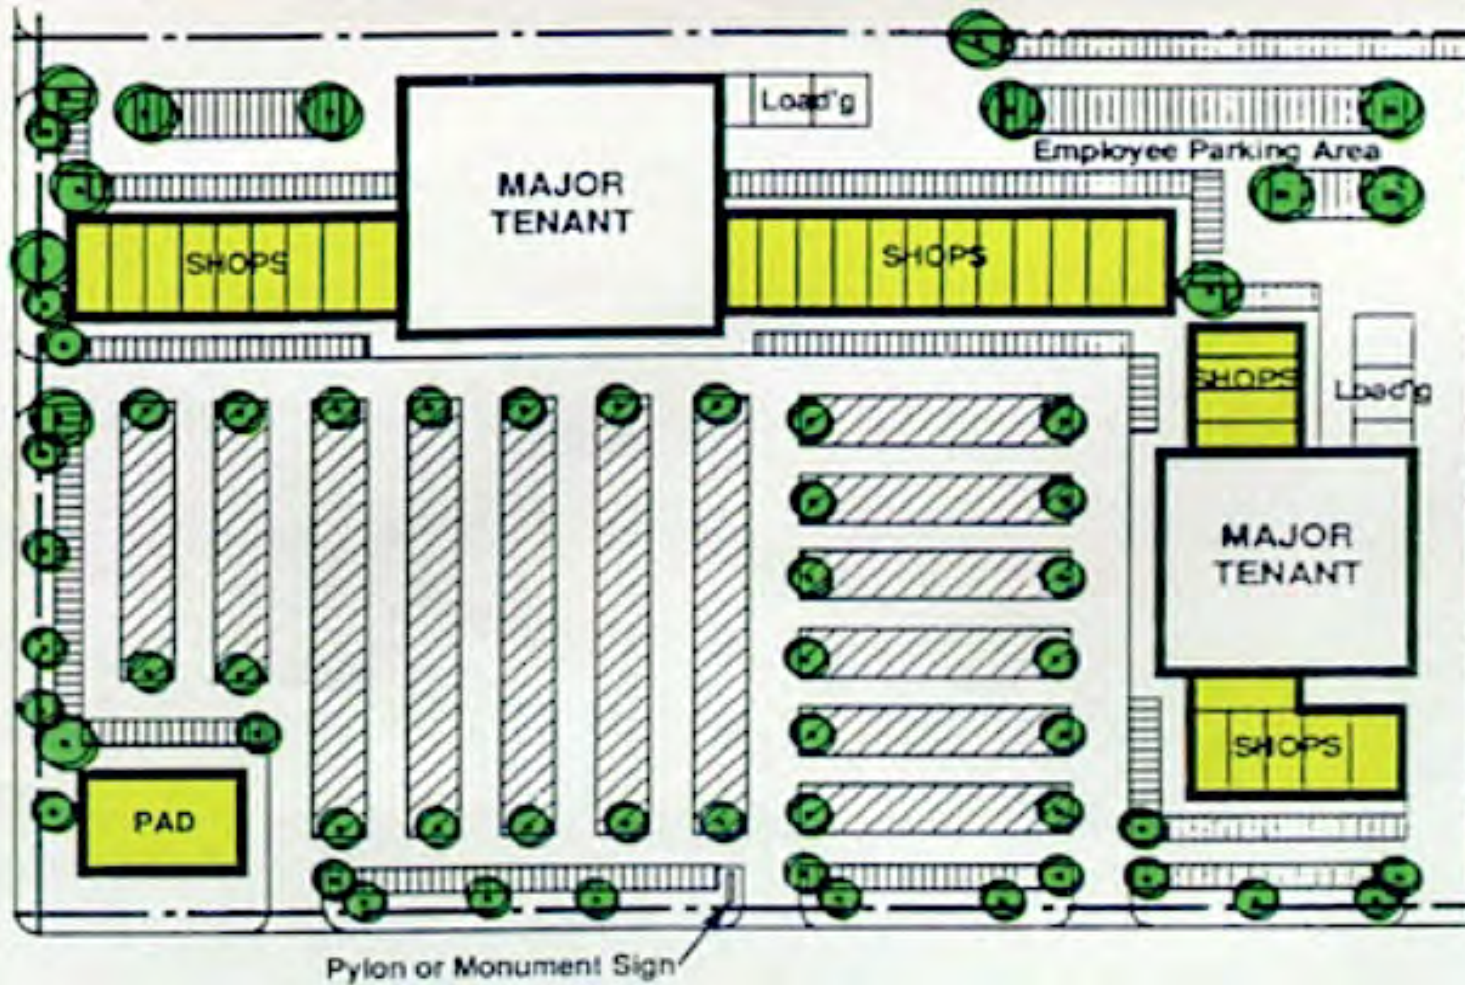 Load'g
Employee Parking Area
MAJOR
TENANT
SHOPS
SHOPS
SHOPS
Load'g
MAJOR
TENANT
SHOPS
PAD
Pylon or Monument Sign